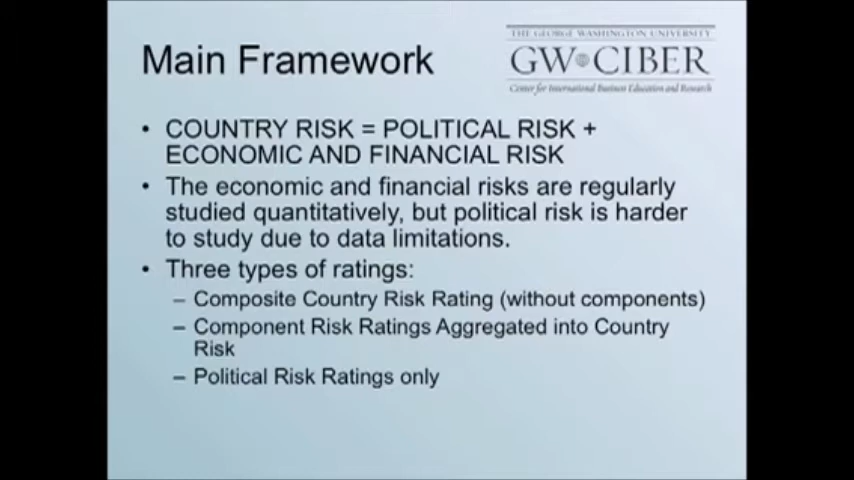 THE GEORGE WASHINGTON UNIVERSITY
GW CIBER
Center for International Business Education and Research
Main Framework
• COUNTRY RISK = POLITICAL RISK +
ECONOMIC AND FINANCIAL RISK
• The economic and financial risks are regularly
studied quantitatively, but political risk is harder
to study due to data limitations.
• Three types of ratings:
– Composite Country Risk Rating (without components)
– Component Risk Ratings Aggregated into Country
Risk
– Political Risk Ratings only